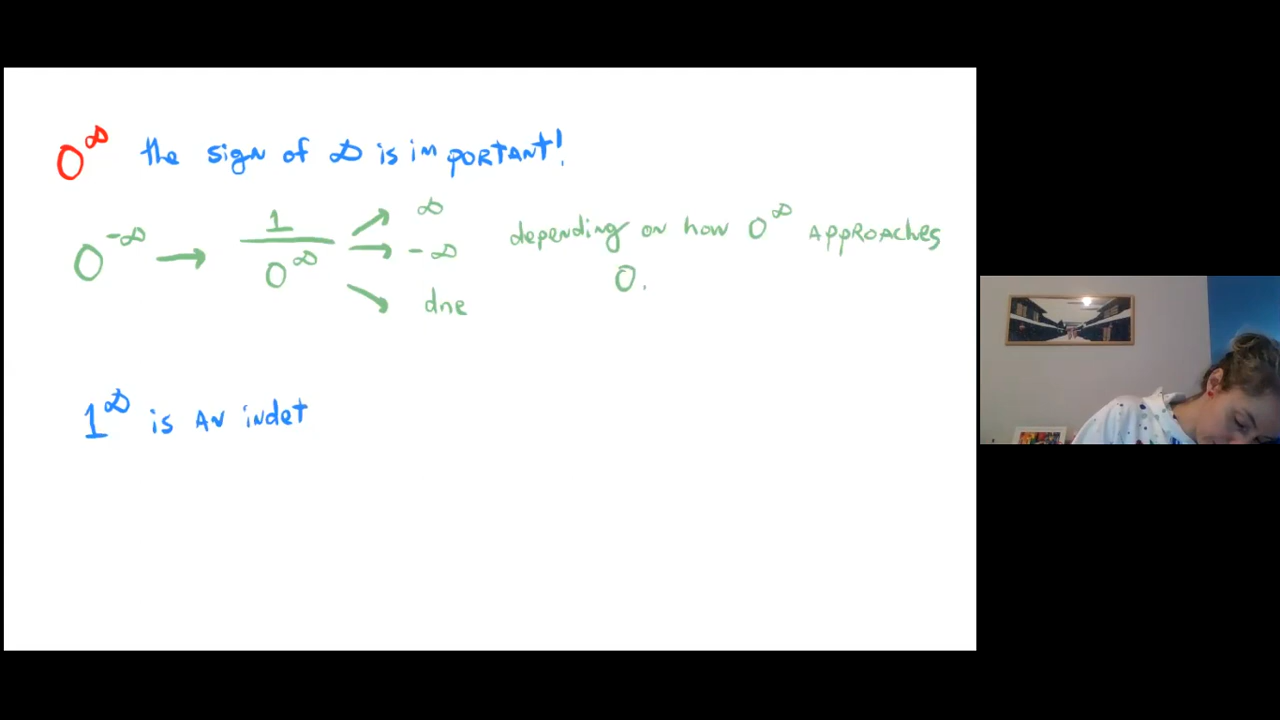 0^∞ the sign of ∞ is important!
0^-∞ → 1/0^∞ → ∞ → -∞ → dne depending on how 0^∞ approaches 0.
1^∞ is an indet